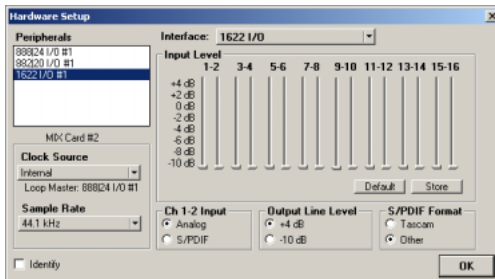 Hardware Setup
Peripherals
888|24 I/O #1
882|20 I/O #1
1622 I/O #1
MIX Card #2
Clock Source
Internal
Loop Master: 888|24 I/O #1
Sample Rate
44.1 kHz
Identify
Interface: 1622 I/O
Input Level
1-2 3-4 5-6 7-8 9-10 11-12 13-14 15-16
+4 dB
+2 dB
0 dB
-2 dB
-4 dB
-6 dB
-8 dB
-10 dB
Default Store
Ch 1-2 Input
Analog
S/PDIF
Output Line Level
+4 dB
-10 dB
S/PDIF Format
Tascam
Other
OK